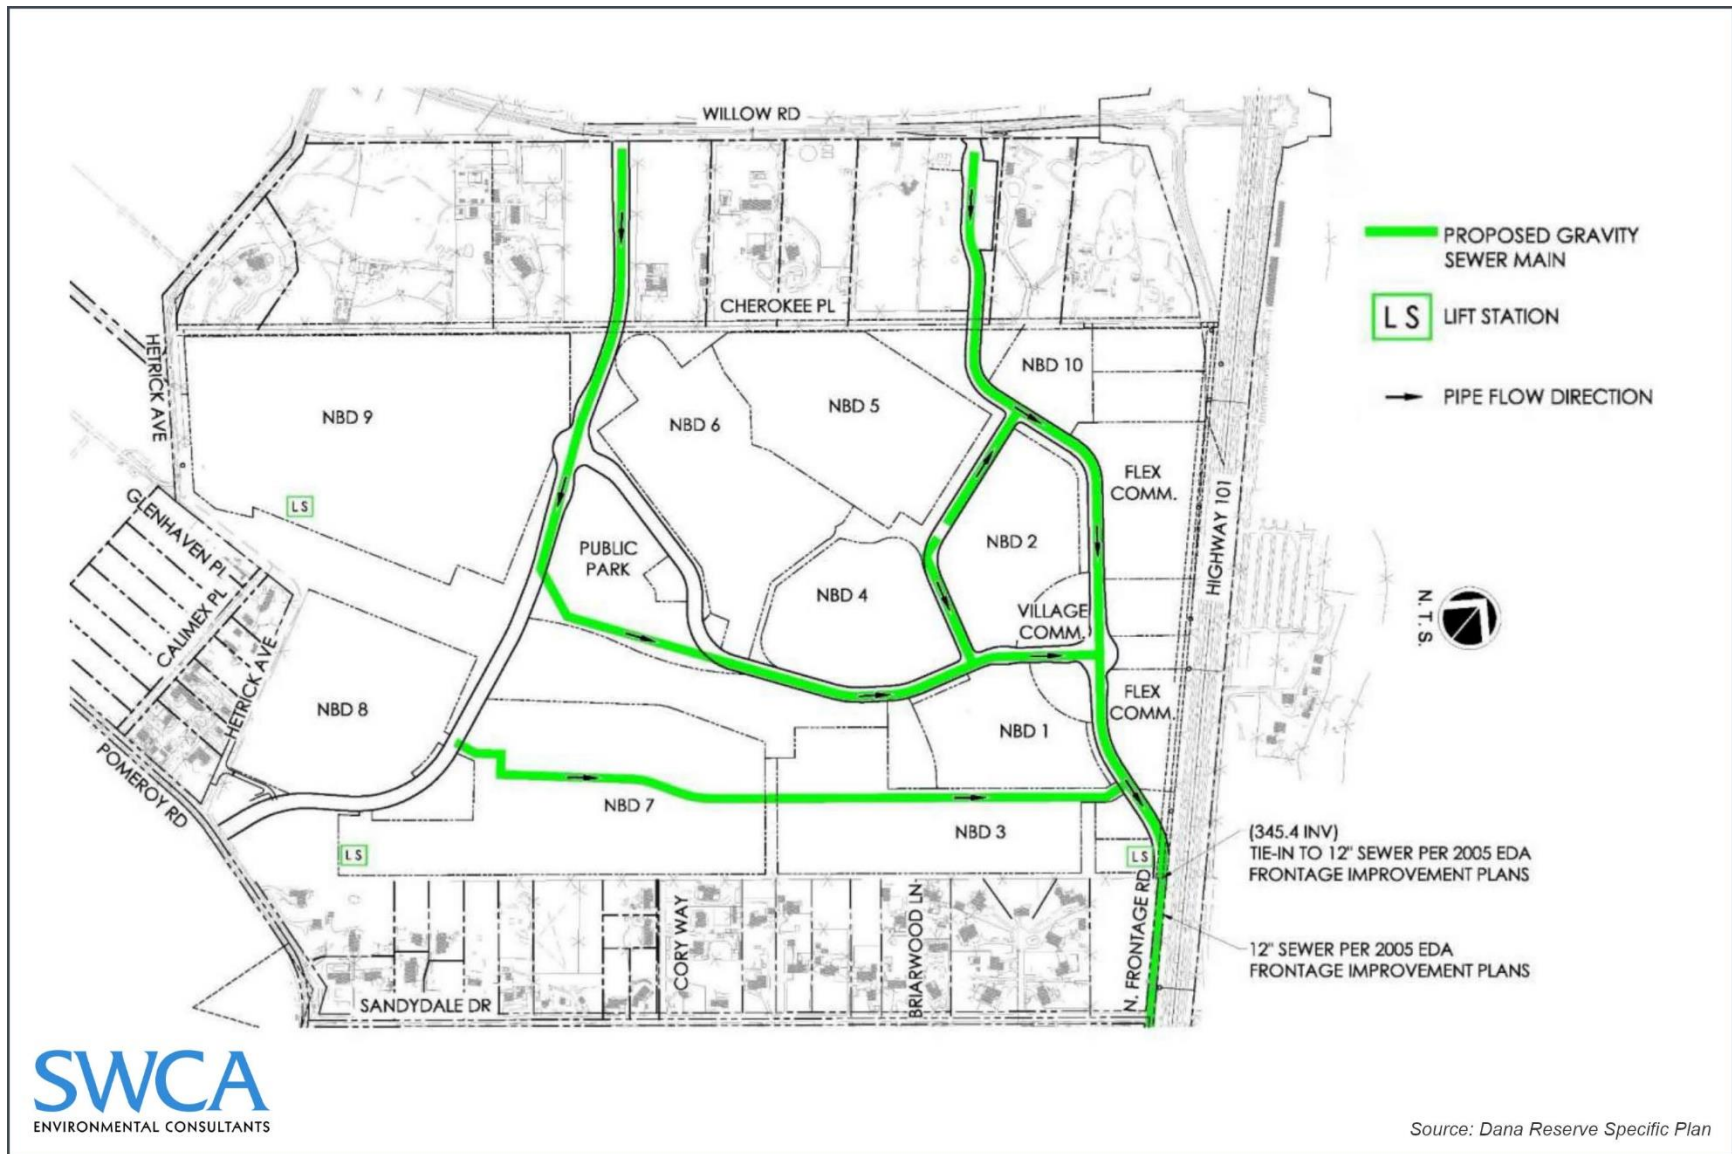 WILLOW RD
PROPOSED GRAVITY
SEWER MAIN
LS
LIFT STATION
PIPE FLOW DIRECTION
CHEROKEE PL
HETRICK AVE
NBD 9
NBD 6
NBD 5
NBD 10
FLEX
COMM.
HIGHWAY 101
LS
GLENHAVEN PL
PUBLIC
PARK
NBD 4
NBD 2
VILLAGE
COMM.
N.T.S.
CALIMEX PL
HETRICK AVE
NBD 8
POMEROY RD
NBD 1
FLEX
COMM.
NBD 7
NBD 3
LS
LS
(345.4 INV)
TIE-IN TO 12" SEWER PER 2005 EDA
FRONTAGE IMPROVEMENT PLANS
12" SEWER PER 2005 EDA
FRONTAGE IMPROVEMENT PLANS
N. FRONTAGE RD
CORY WAY
BRIARWOOD LN
SANDYDALE DR
SWCA
ENVIRONMENTAL CONSULTANTS
Source: Dana Reserve Specific Plan